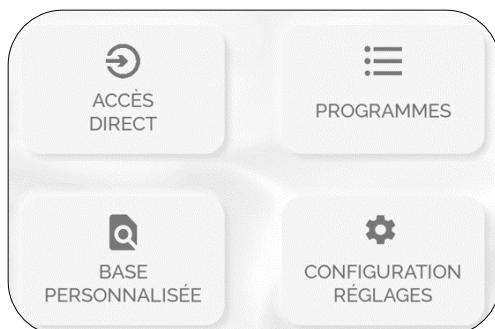 ACCÈS
DIRECT
PROGRAMMES
BASE
PERSONNALISÉE
CONFIGURATION
RÉGLAGES